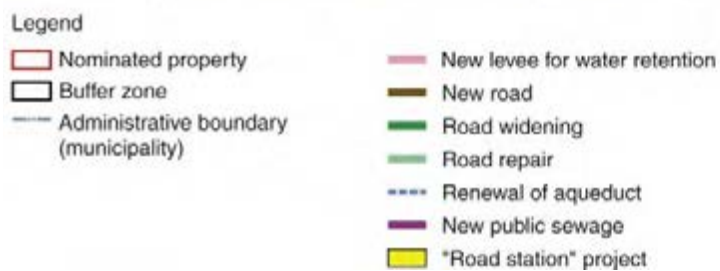 Legend
Nominated property
Buffer zone
Administrative boundary
(municipality)
New levee for water retention
New road
Road widening
Road repair
Renewal of aqueduct
New public sewage
"Road station" project